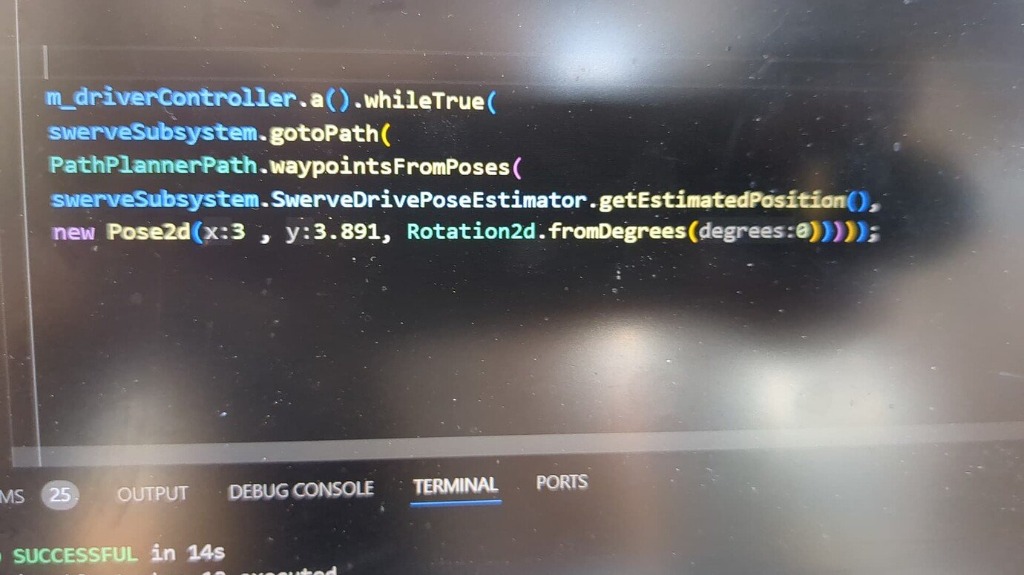 m_driverController.a().whileTrue(
swerveSubsystem.gotoPath(
PathPlannerPath.waypointsFromPoses(
swerveSubsystem.SwerveDrivePoseEstimator.getEstimatedPosition(),
new Pose2d(x:3 , y:3.891, Rotation2d.fromDegrees(degrees:0)))));
MS 25 OUTPUT DEBUG CONSOLE TERMINAL PORTS
SUCCESSFUL in 14s
executed